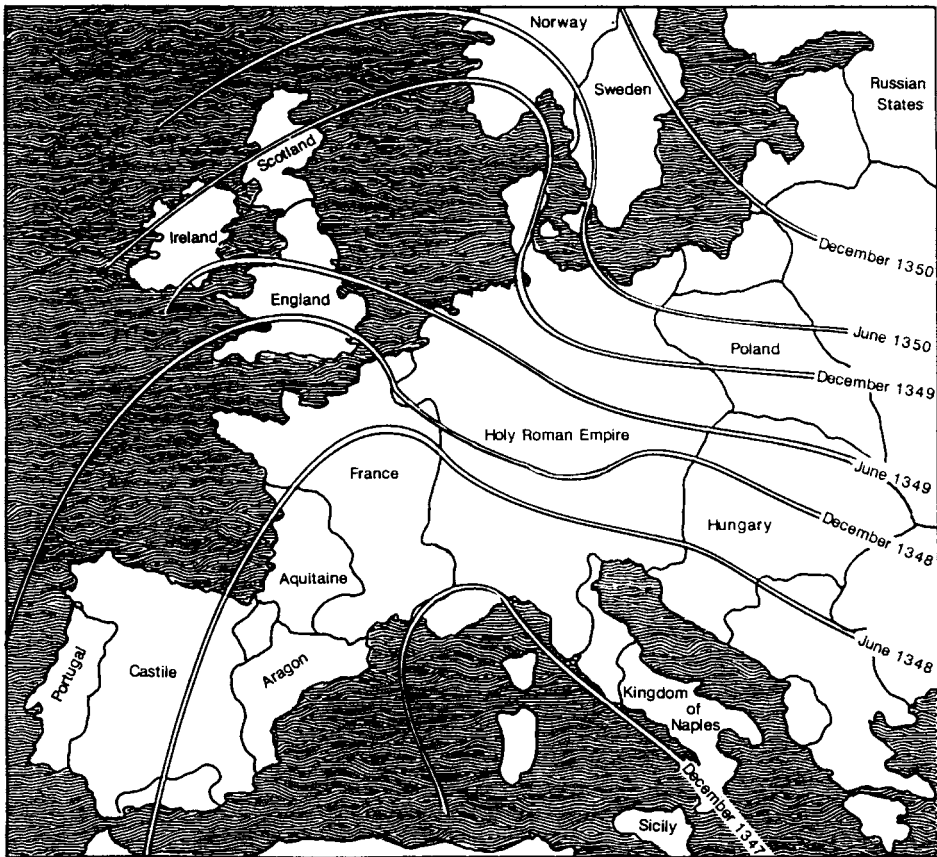 Norway
Sweden
Russian
States
Scotland
Ireland
England
December 1350
June 1350
Poland
December 1349
Holy Roman Empire
June 1349
France
Hungary
December 1348
Aquitaine
June 1348
Portugal
Castile
Aragon
Kingdom
of
Naples
December 1347
Sicily